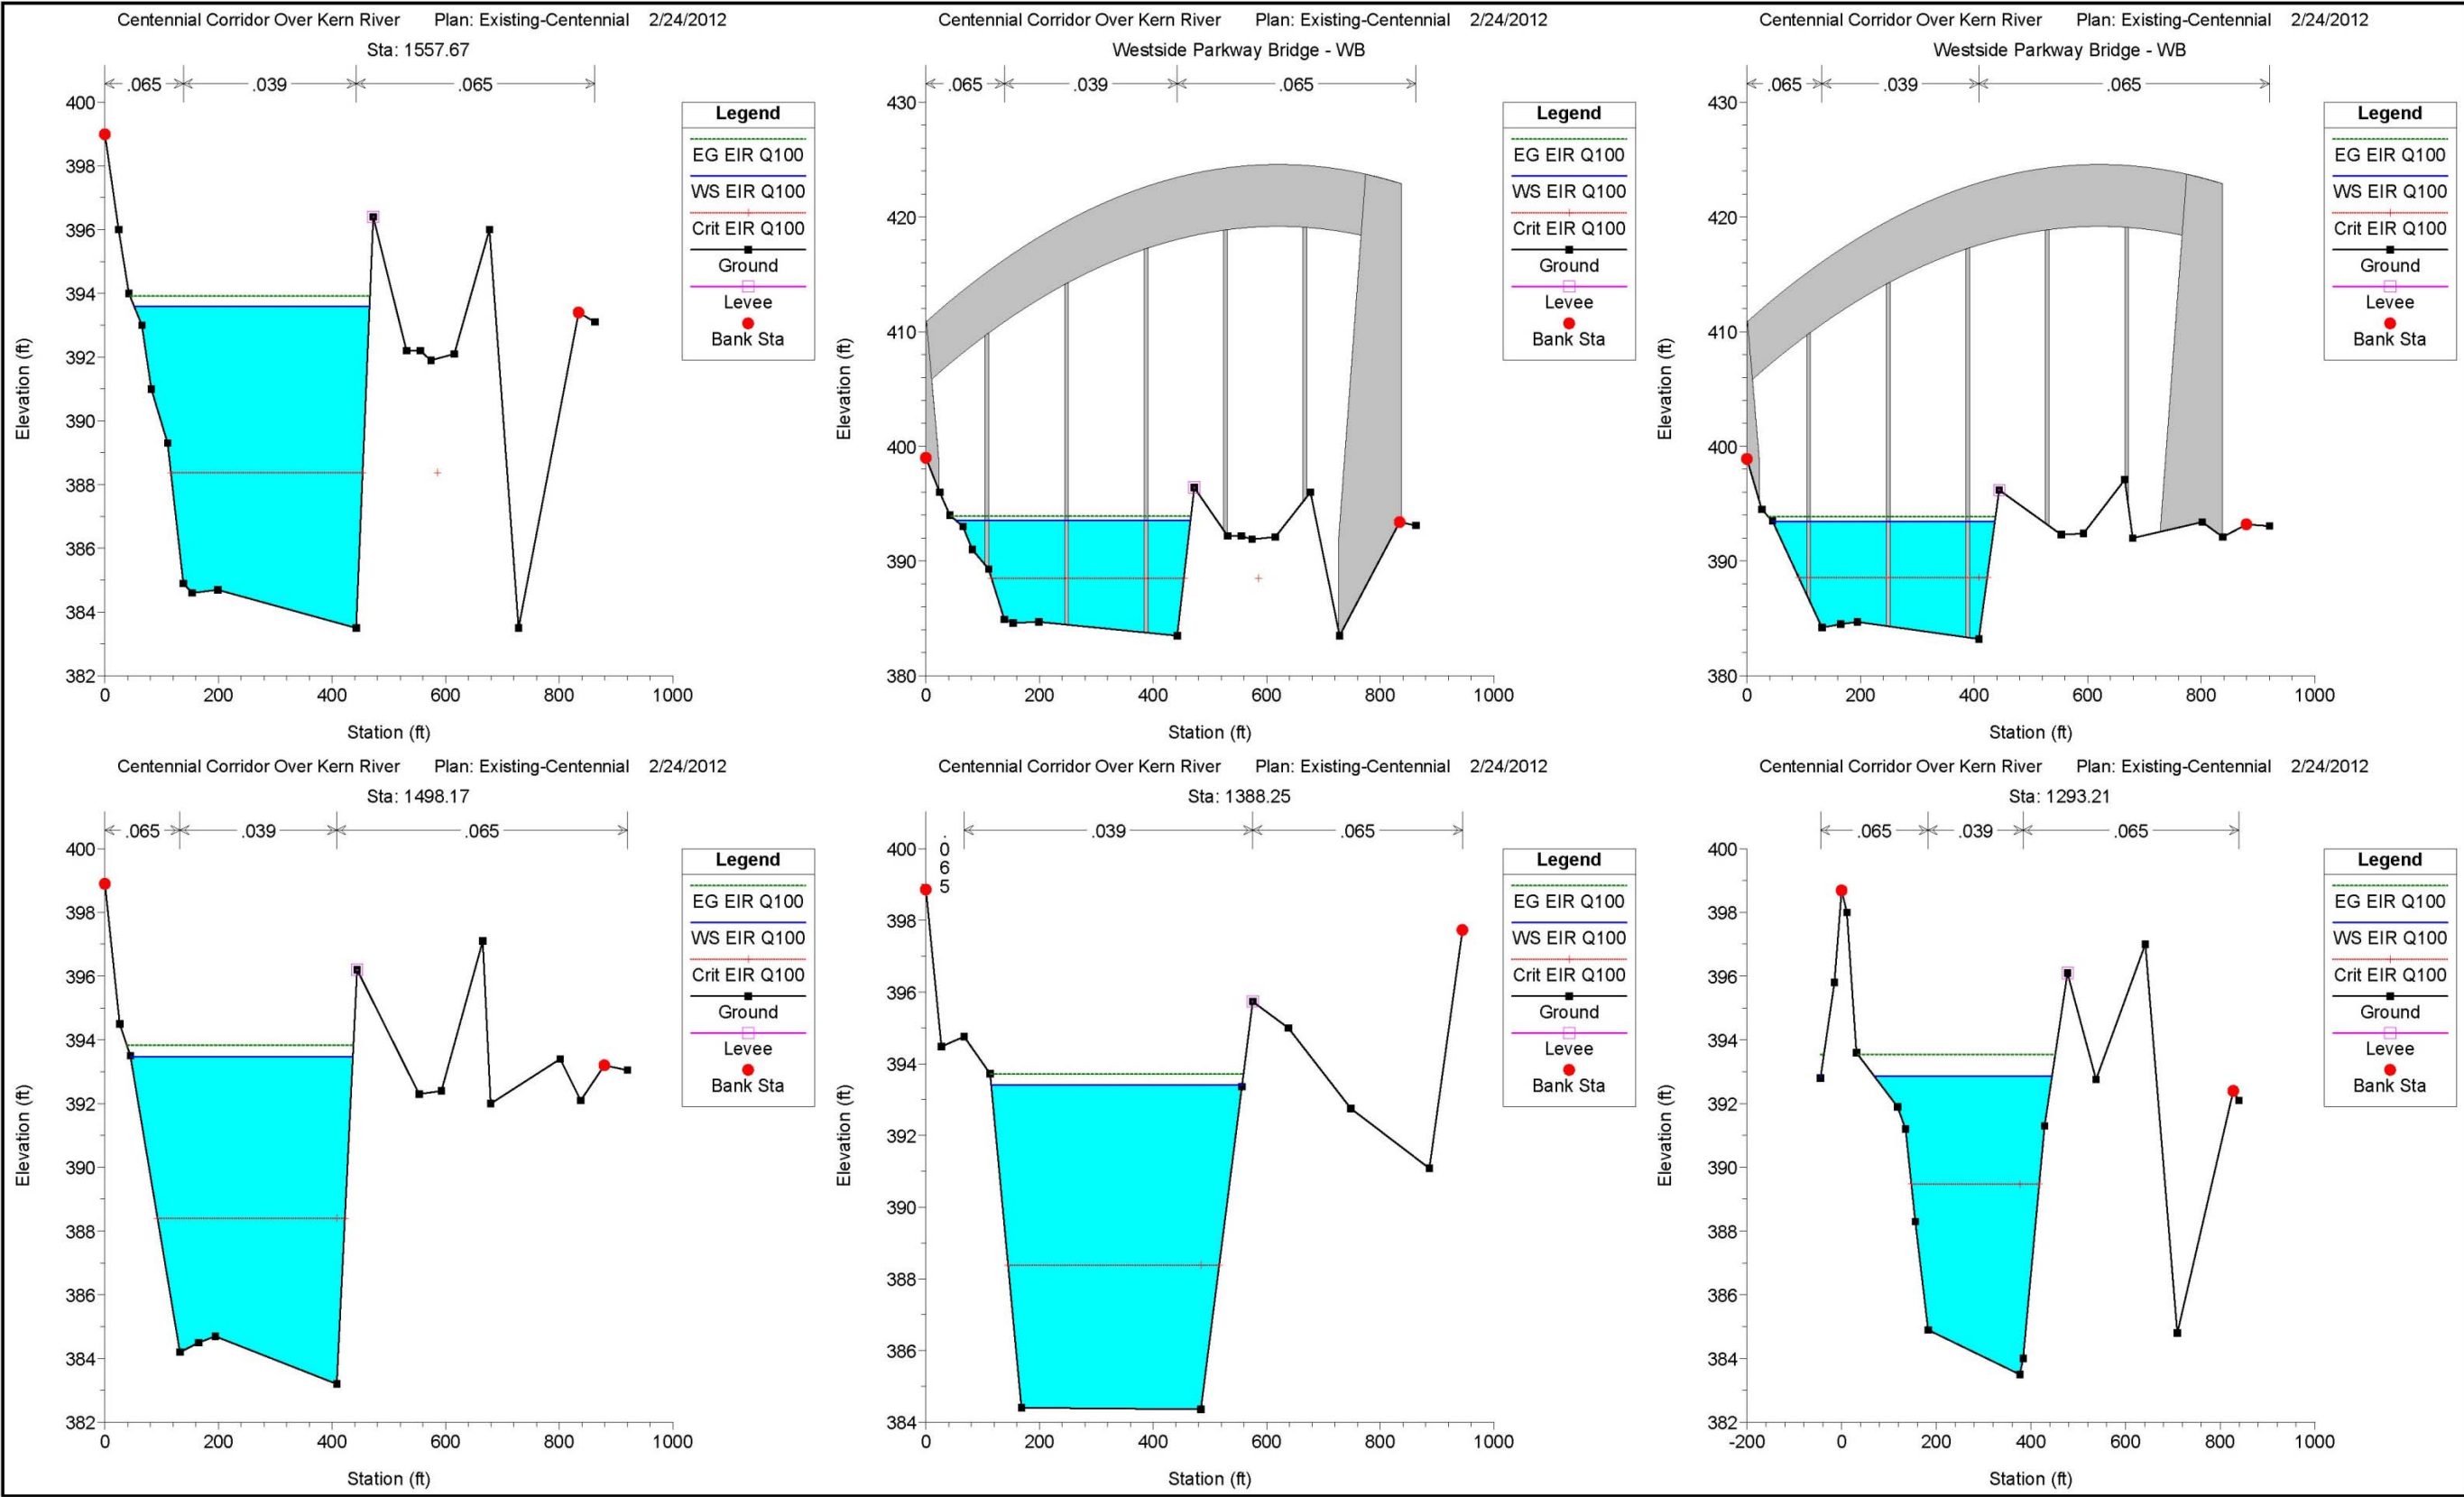 Centennial Corridor Over Kern River Plan: Existing-Centennial 2/24/2012
Sta: 1557.67
.065 .039 .065
400
398
396
394
392
390
388
386
384
382
0 200 400 600 800 1000
Elevation (ft)
Station (ft)
Legend
EG EIR Q100
WS EIR Q100
Crit EIR Q100
Ground
Levee
Bank Sta
Centennial Corridor Over Kern River Plan: Existing-Centennial 2/24/2012
Westside Parkway Bridge - WB
.065 .039 .065
430
420
410
400
390
380
0 200 400 600 800 1000
Elevation (ft)
Station (ft)
Legend
EG EIR Q100
WS EIR Q100
Crit EIR Q100
Ground
Levee
Bank Sta
Centennial Corridor Over Kern River Plan: Existing-Centennial 2/24/2012
Westside Parkway Bridge - WB
.065 .039 .065
430
420
410
400
390
380
0 200 400 600 800 1000
Elevation (ft)
Station (ft)
Legend
EG EIR Q100
WS EIR Q100
Crit EIR Q100
Ground
Levee
Bank Sta
Centennial Corridor Over Kern River Plan: Existing-Centennial 2/24/2012
Sta: 1498.17
.065 .039 .065
400
398
396
394
392
390
388
386
384
382
0 200 400 600 800 1000
Elevation (ft)
Station (ft)
Legend
EG EIR Q100
WS EIR Q100
Crit EIR Q100
Ground
Levee
Bank Sta
Centennial Corridor Over Kern River Plan: Existing-Centennial 2/24/2012
Sta: 1388.25
.065 .039 .065
400
398
396
394
392
390
388
386
384
0 200 400 600 800 1000
Elevation (ft)
Station (ft)
Legend
EG EIR Q100
WS EIR Q100
Crit EIR Q100
Ground
Levee
Bank Sta
Centennial Corridor Over Kern River Plan: Existing-Centennial 2/24/2012
Sta: 1293.21
.065 .039 .065
400
398
396
394
392
390
388
386
384
382
-200 0 200 400 600 800 1000
Elevation (ft)
Station (ft)
Legend
EG EIR Q100
WS EIR Q100
Crit EIR Q100
Ground
Levee
Bank Sta